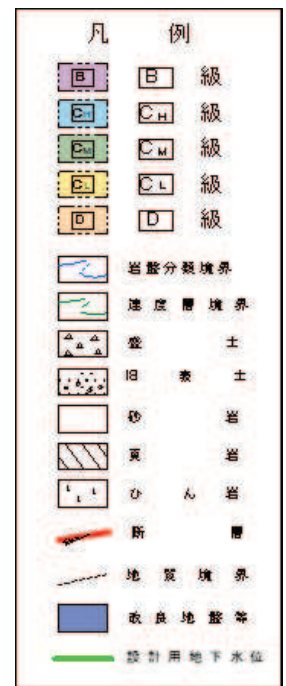 凡 例
B B 級
CH CH 級
CM CM 級
CL CL 級
D D 級
岩盤分類境界
速度層境界
盛 土
旧 表 土
砂 岩
頁 岩
ひ ん 岩
断 層
地 質 境 界
改 良 地 盤 等
設計用地下水位